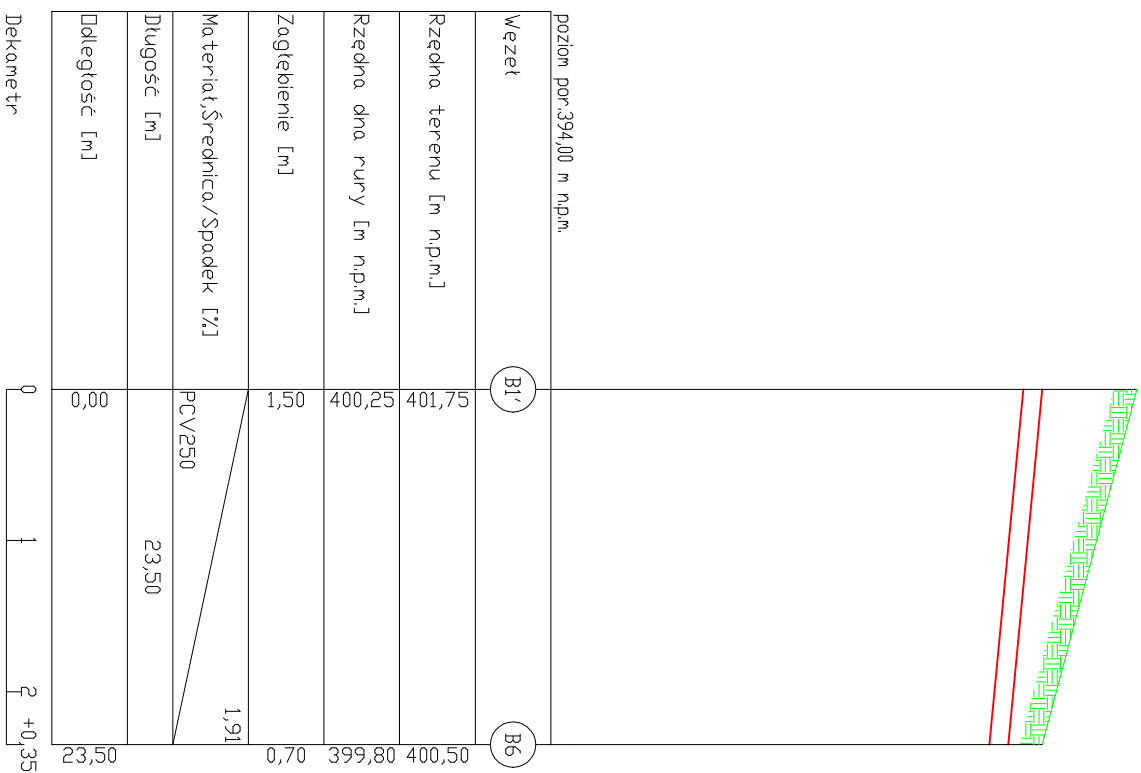 poziom por.394,00 m n.p.m.
Węzeł B1' B6
Rzędna terenu [m n.p.m.] 401,75 400,50
Rzędna dna rury [m n.p.m.] 400,25 399,80
Zagłębienie [m] 1,50 0,70
Materiał,Średnica/Spadek [%] PCV250 1,91
Długość [m] 23,50
Odległość [m] 0,00 23,50
Dekametr 0 1 2 +0,35